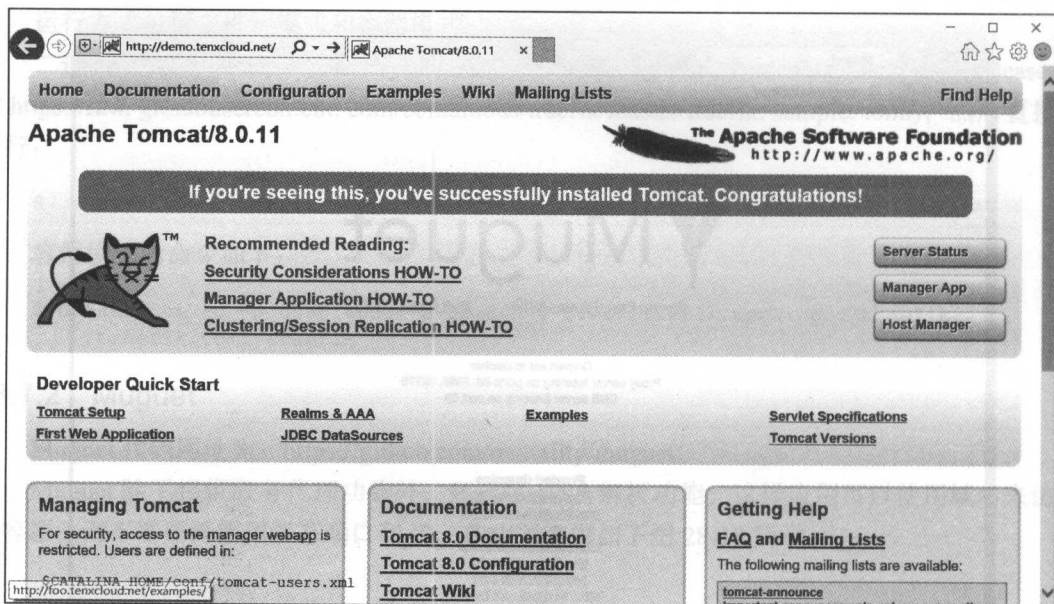 http://demo.tenxcloud.net/
Apache Tomcat/8.0.11
Home Documentation Configuration Examples Wiki Mailing Lists Find Help
Apache Tomcat/8.0.11
The Apache Software Foundation
http://www.apache.org/
If you're seeing this, you've successfully installed Tomcat. Congratulations!
TM
Recommended Reading:
Security Considerations HOW-TO
Manager Application HOW-TO
Clustering/Session Replication HOW-TO
Server Status
Manager App
Host Manager
Developer Quick Start
Tomcat Setup
First Web Application
Realms & AAA
JDBC DataSources
Examples
Servlet Specifications
Tomcat Versions
Managing Tomcat
For security, access to the manager webapp is
restricted. Users are defined in:
$CATALINA_HOME/conf/tomcat-users.xml
http://foo.tenxcloud.net/examples/
Documentation
Tomcat 8.0 Documentation
Tomcat 8.0 Configuration
Tomcat Wiki
Getting Help
FAQ and Mailing Lists
The following mailing lists are available:
tomcat-announce